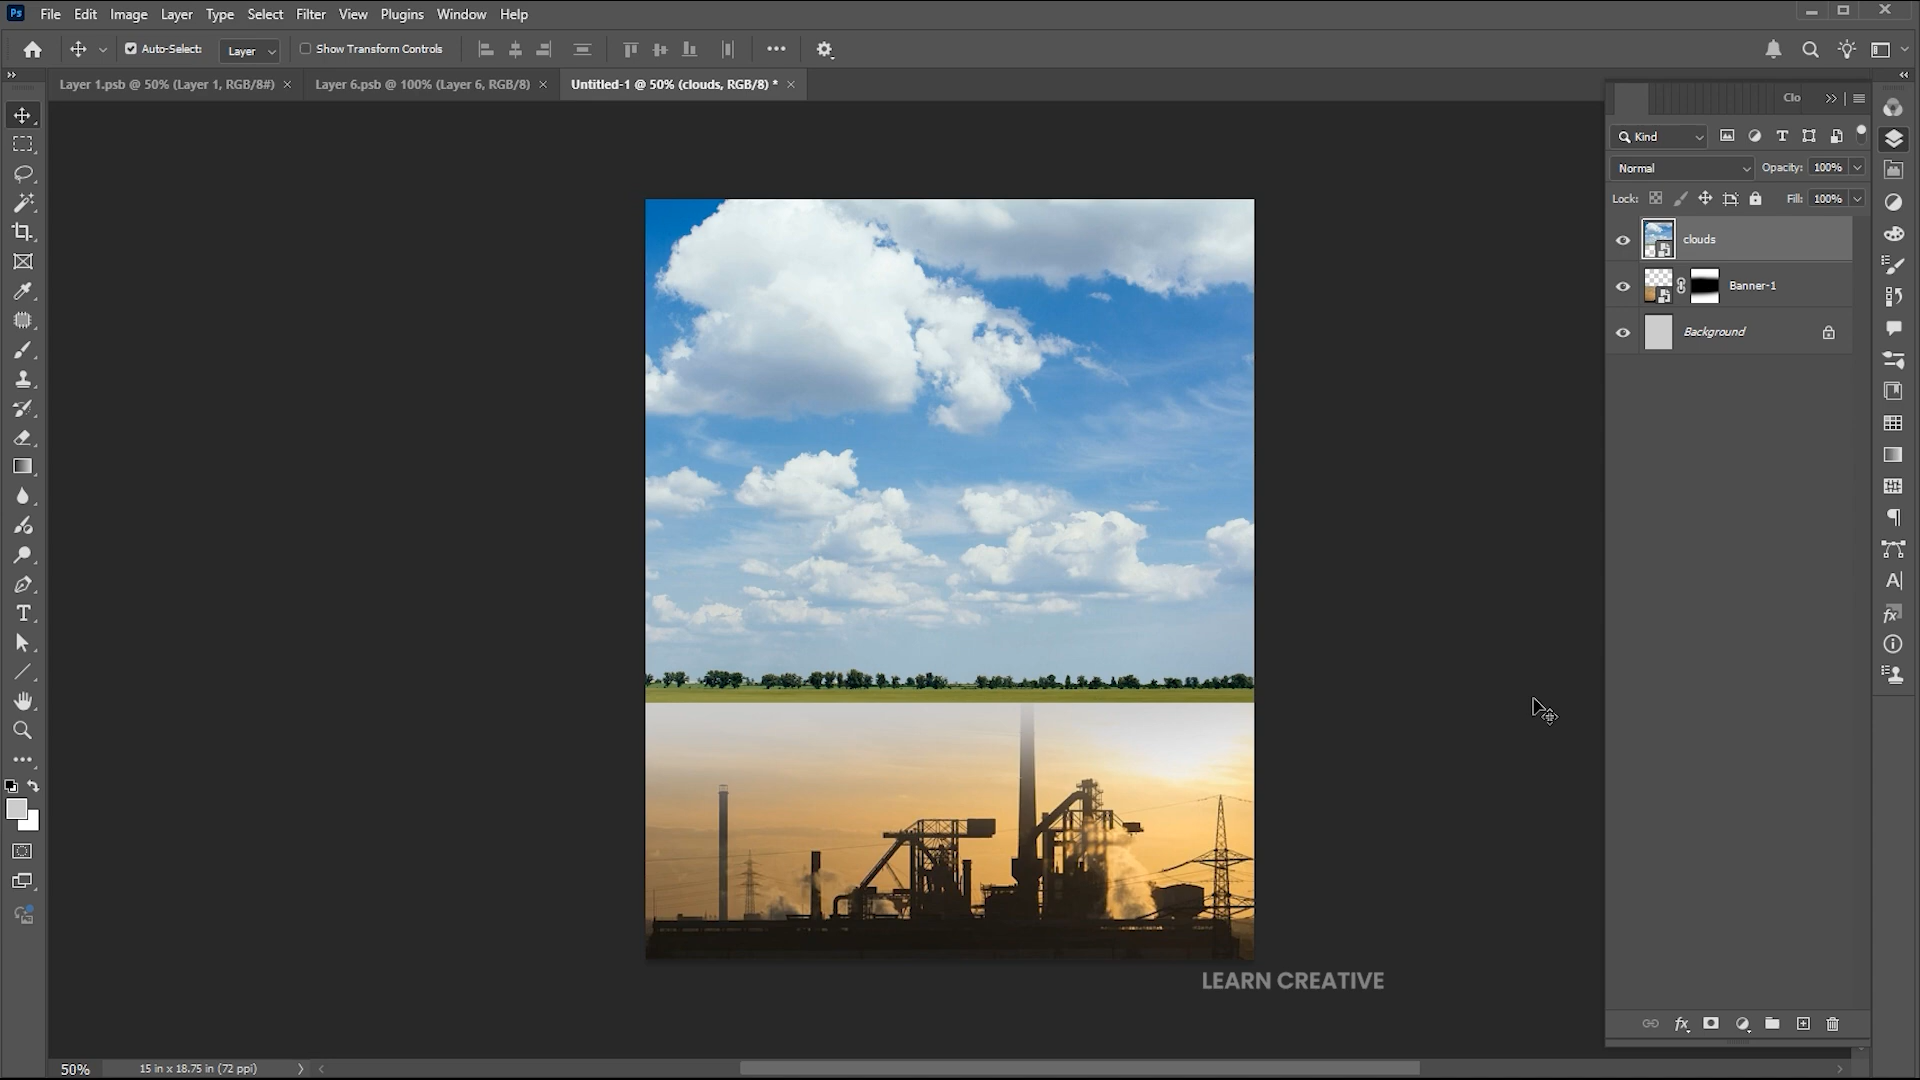 Ps File Edit Image Layer Type Select Filter View Plugins Window Help
Auto-Select: Layer Show Transform Controls
Layer 1.psb @ 50% (Layer 1, RGB/8#) Layer 6.psb @ 100% (Layer 6, RGB/8) Untitled-1 @ 50% (clouds, RGB/8) *
Clo
Kind
Normal Opacity: 100%
Lock: Fill: 100%
clouds
Banner-1
Background
LEARN CREATIVE
50% 15 in x 18.75 in (72 ppi)